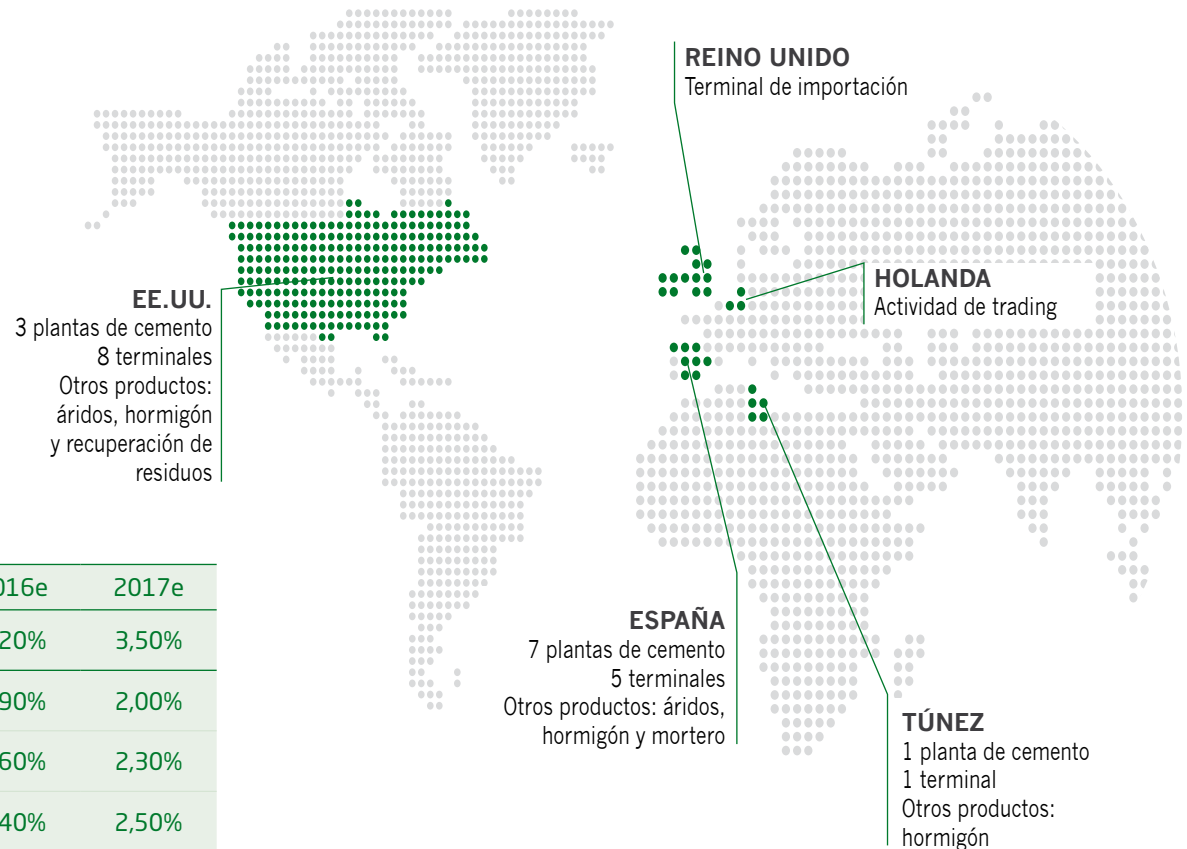 REINO UNIDO
Terminal de importación
HOLANDA
Actividad de trading
EE.UU.
3 plantas de cemento
8 terminales
Otros productos:
áridos, hormigón
y recuperación de
residuos
ESPAÑA
7 plantas de cemento
5 terminales
Otros productos: áridos,
hormigón y mortero
TÚNEZ
1 planta de cemento
1 terminal
Otros productos:
hormigón
2017e
3,50%
2,00%
2,30%
2,50%